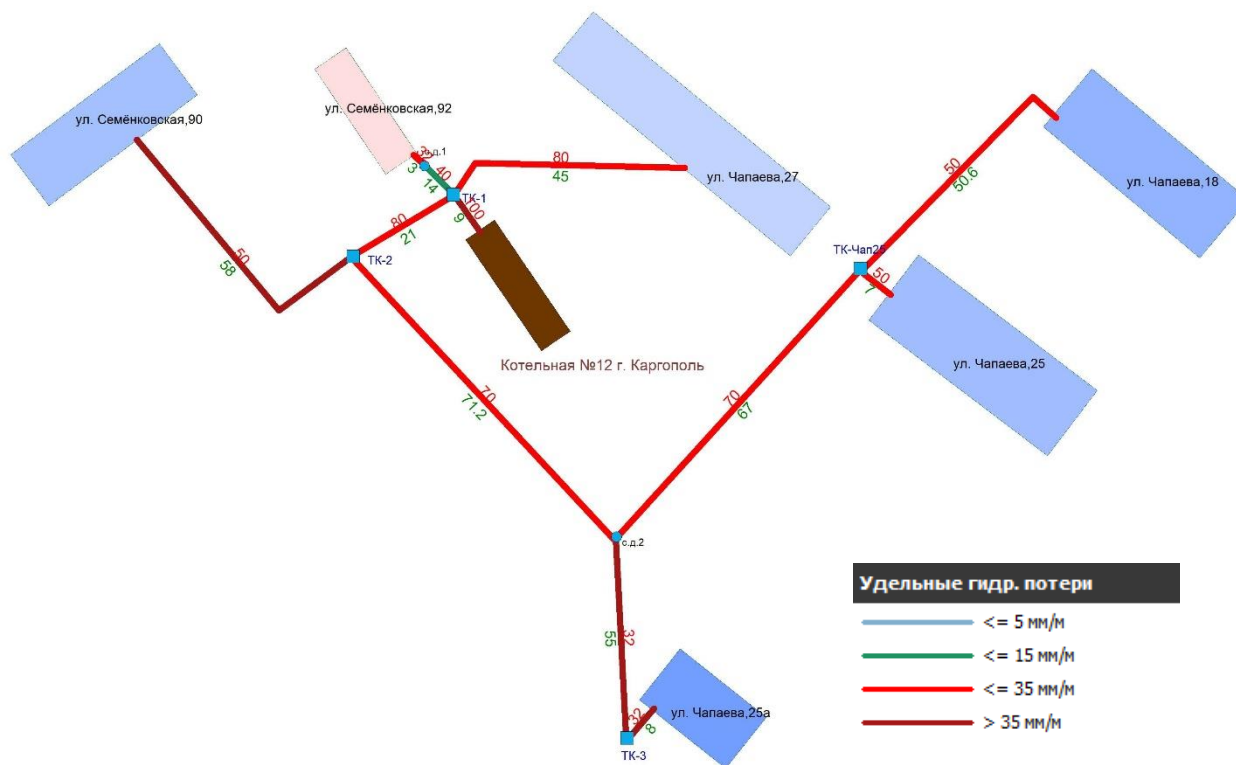 ул. Семёнковская,90
ул. Семёнковская,92
80
45
ул. Чапаева,27
50
50.6
ул. Чапаева,18
32
с.д.1
3
40
14
ТК-1
100
9
80
21
ТК-2
50
58
ТК-Чап25
50
7
ул. Чапаева,25
Котельная №12 г. Каргополь
70
71.2
70
67
с.д.2
32
55
32
8
ул. Чапаева,25а
ТК-3
Удельные гидр. потери
<= 5 мм/м
<= 15 мм/м
<= 35 мм/м
> 35 мм/м